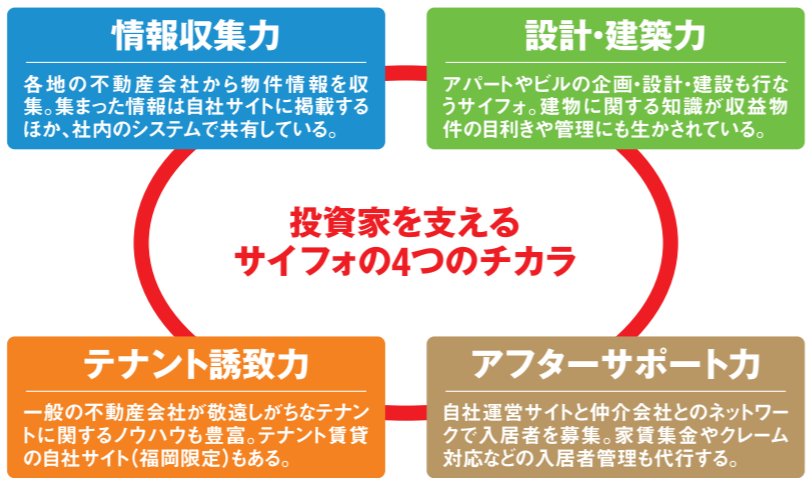 情報収集力
各地の不動産会社から物件情報を収
集。集まった情報は自社サイトに掲載する
ほか、社内のシステムで共有している。
設計・建築力
アパートやビルの企画・設計・建設も行な
うサイフォ。建物に関する知識が収益物
件の目利きや管理にも生かされている。
投資家を支える
サイフォの4つのチカラ
テナント誘致力
一般の不動産会社が敬遠しがちなテナン
トに関するノウハウも豊富。テナント賃貸
の自社サイト(福岡限定)もある。
アフターサポート力
自社運営サイトと仲介会社とのネットワー
クで入居者を募集。家賃集金やクレーム
対応などの入居者管理も代行する。